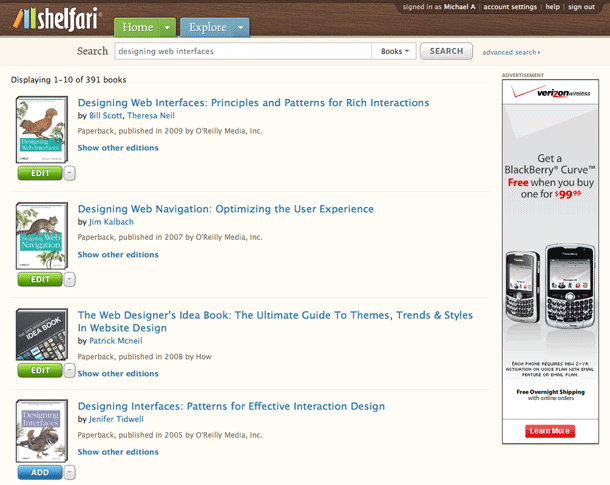 signed in as Michael A | account settings | help | sign out
shelfari
Home
Explore
Search
designing web interfaces
Books
SEARCH
advanced search
Displaying 1–10 of 391 books
Designing Web Interfaces
EDIT
Designing Web Interfaces: Principles and Patterns for Rich Interactions
by Bill Scott, Theresa Neil
Paperback, published in 2009 by O'Reilly Media, Inc.
Show other editions
Designing Web
Navigation
EDIT
Designing Web Navigation: Optimizing the User Experience
by Jim Kalbach
Paperback, published in 2007 by O'Reilly Media, Inc.
Show other editions
IDEA BOOK
EDIT
The Web Designer's Idea Book: The Ultimate Guide To Themes, Trends & Styles
In Website Design
by Patrick Mcneil
Paperback, published in 2008 by How
Show other editions
Designing
Interfaces
ADD
Designing Interfaces: Patterns for Effective Interaction Design
by Jenifer Tidwell
Paperback, published in 2005 by O'Reilly Media, Inc.
Show other editions
ADVERTISEMENT
verizonwireless
Get a
BlackBerry® Curve™
Free when you buy
one for $99.99
Each phone requires new 2-yr
activation on voice plan with email
feature or email plan.
Free Overnight Shipping
with online orders
Learn More